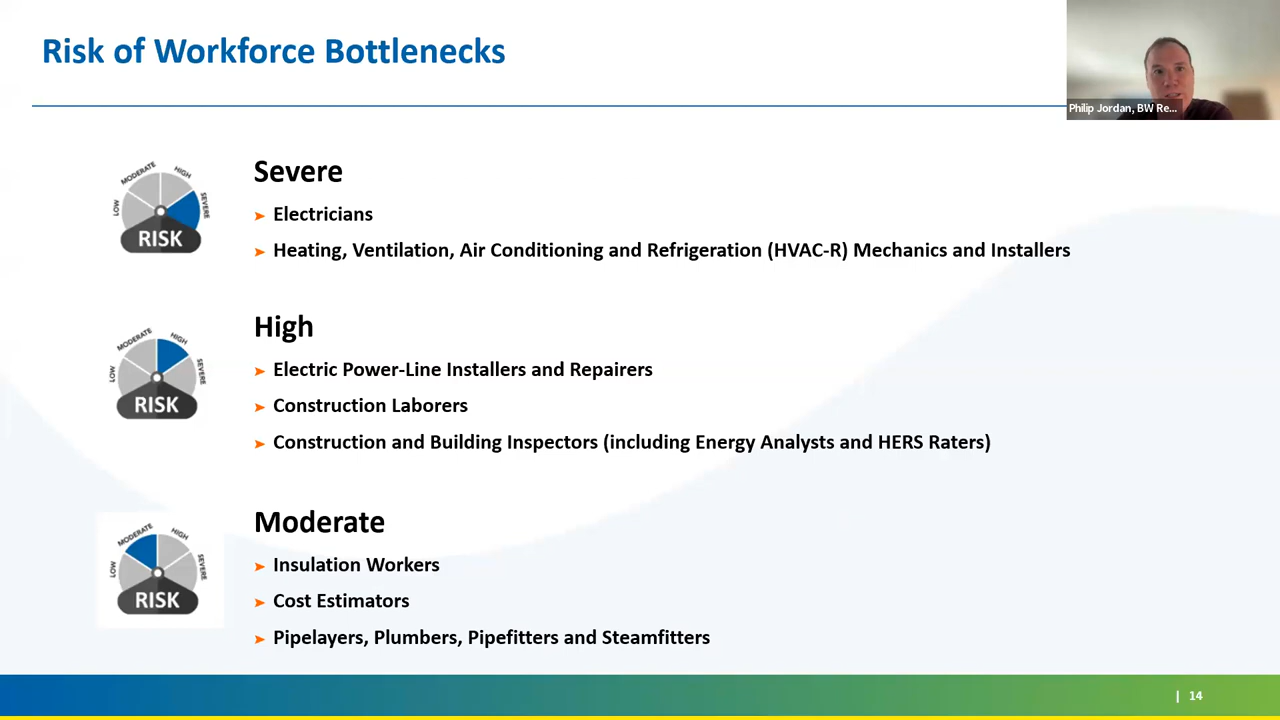 Risk of Workforce Bottlenecks
Philip Jordan, BW Re...
Severe
LOW
MODERATE
HIGH
SEVERE
RISK
➤ Electricians
➤ Heating, Ventilation, Air Conditioning and Refrigeration (HVAC-R) Mechanics and Installers
High
LOW
MODERATE
HIGH
SEVERE
RISK
➤ Electric Power-Line Installers and Repairers
➤ Construction Laborers
➤ Construction and Building Inspectors (including Energy Analysts and HERS Raters)
Moderate
LOW
MODERATE
HIGH
SEVERE
RISK
➤ Insulation Workers
➤ Cost Estimators
➤ Pipelayers, Plumbers, Pipefitters and Steamfitters
| 14